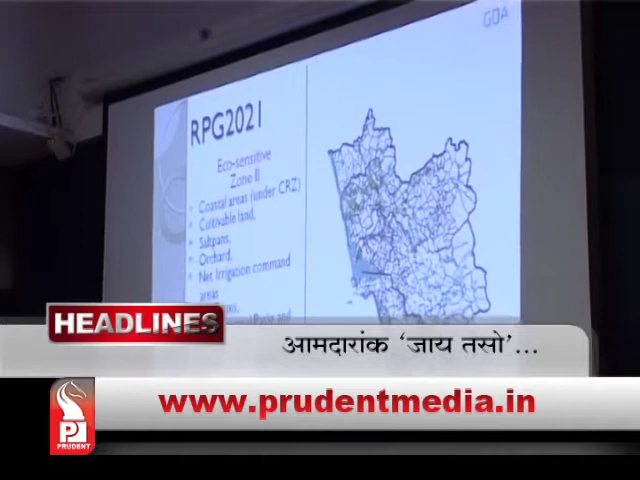 GOA
RPG2021
Eco-sensitive
Zone II
Coastal areas (under CRZ)
Cultivable land,
Saltpans,
Orchard,
Net Irrigation command
areas
HEADLINES
आमदारांक ‘जाय तसो’...
www.prudentmedia.in
PRUDENT